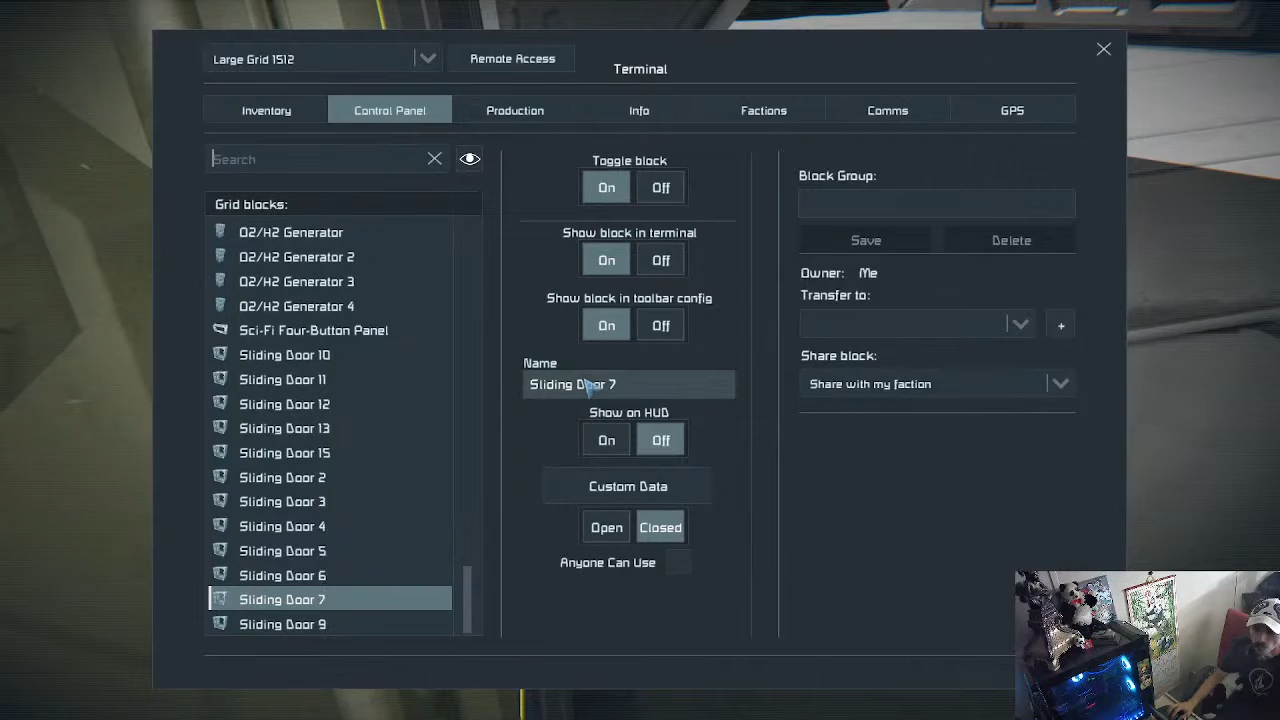 Large Grid 1512
Remote Access
Terminal
Inventory
Control Panel
Production
Info
Factions
Comms
GPS
Search
Grid blocks:
O2/H2 Generator
O2/H2 Generator 2
O2/H2 Generator 3
O2/H2 Generator 4
Sci-Fi Four-Button Panel
Sliding Door 10
Sliding Door 11
Sliding Door 12
Sliding Door 13
Sliding Door 15
Sliding Door 2
Sliding Door 3
Sliding Door 4
Sliding Door 5
Sliding Door 6
Sliding Door 7
Sliding Door 9
Toggle block
On Off
Show block in terminal
On Off
Show block in toolbar config
On Off
Name
Sliding Door 7
Show on HUD
On Off
Custom Data
Open Closed
Anyone Can Use
Block Group:
Save Delete
Owner: Me
Transfer to:
+
Share block:
Share with my faction